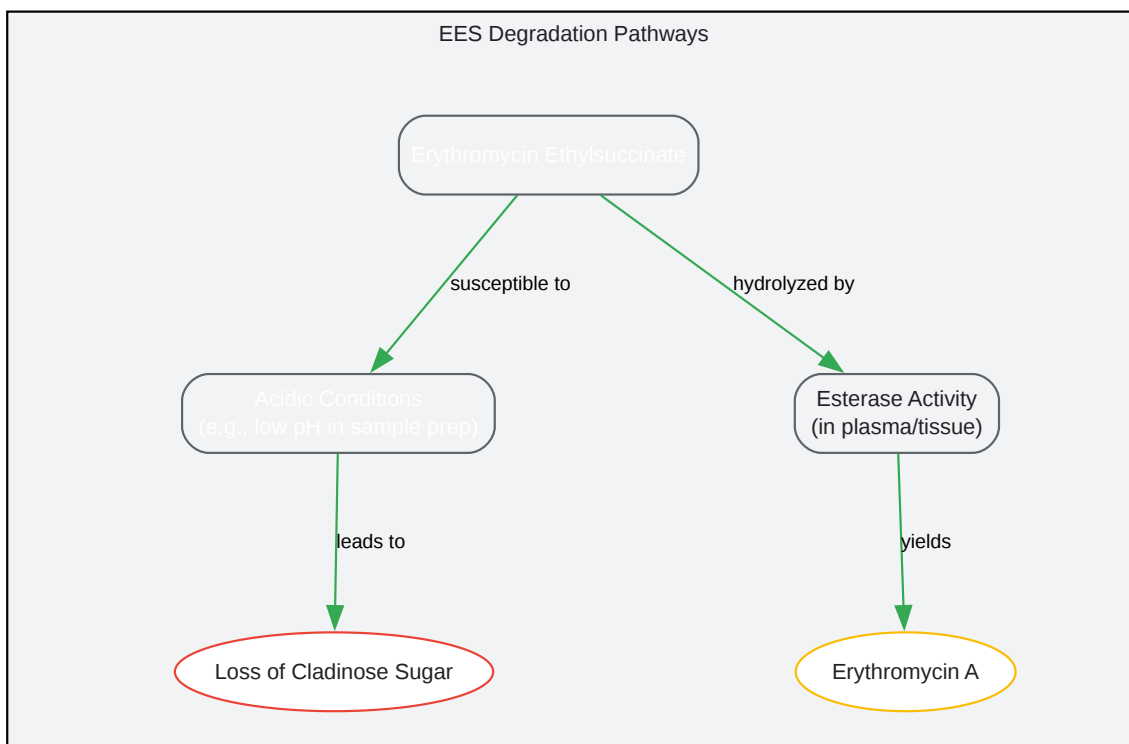 EES Degradation Pathways
Erythromycin Ethylsuccinate
susceptible to
hydrolyzed by
Acidic Conditions
(e.g., low pH in sample prep)
Esterase Activity
(in plasma/tissue)
leads to
yields
Loss of Cladinose Sugar
Erythromycin A